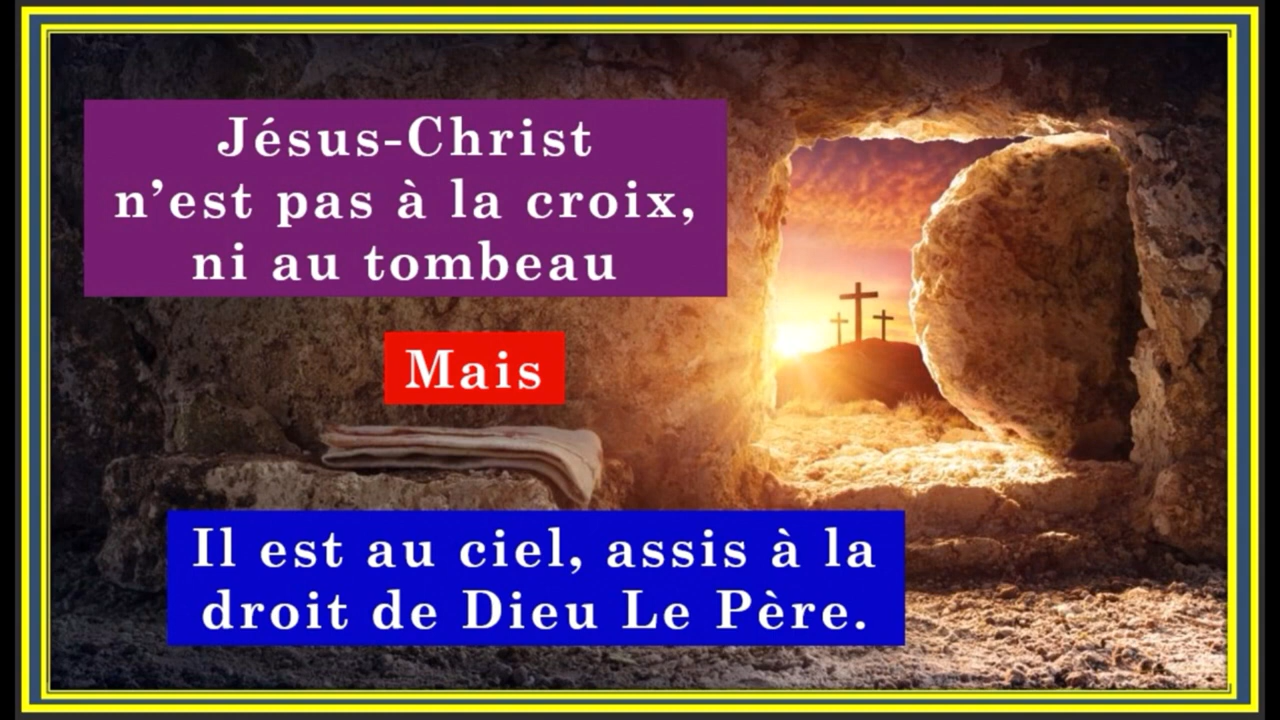 Jésus-Christ
n’est pas à la croix,
ni au tombeau
Mais
Il est au ciel, assis à la
droit de Dieu Le Père.